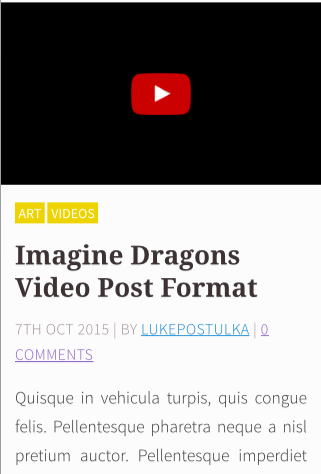 ART VIDEOS
Imagine Dragons
Video Post Format
7TH OCT 2015 | BY LUKEPOSTULKA | 0
COMMENTS
Quisque in vehicula turpis, quis congue
felis. Pellentesque pharetra neque a nisl
pretium auctor. Pellentesque imperdiet